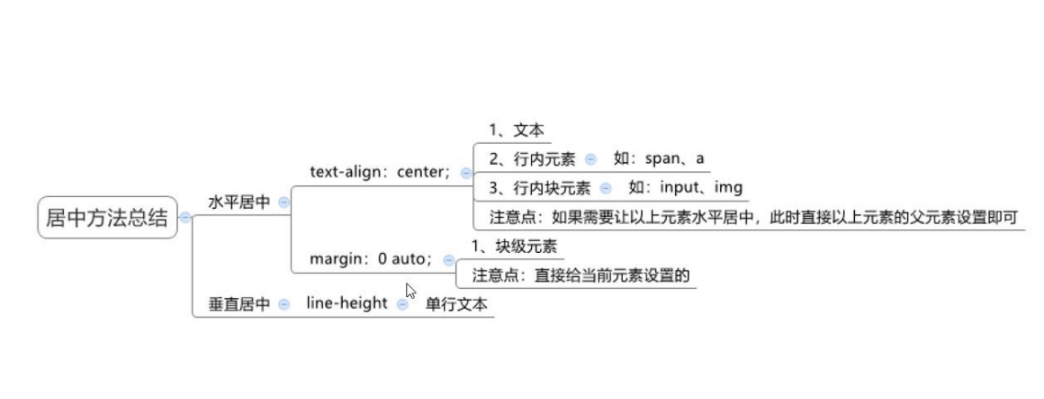 居中方法总结
水平居中
text-align：center；
1、文本
2、行内元素 如：span、a
3、行内块元素 如：input、img
注意点：如果需要让以上元素水平居中，此时直接以上元素的父元素设置即可
margin：0 auto；
1、块级元素
注意点：直接给当前元素设置的
垂直居中 line-height 单行文本